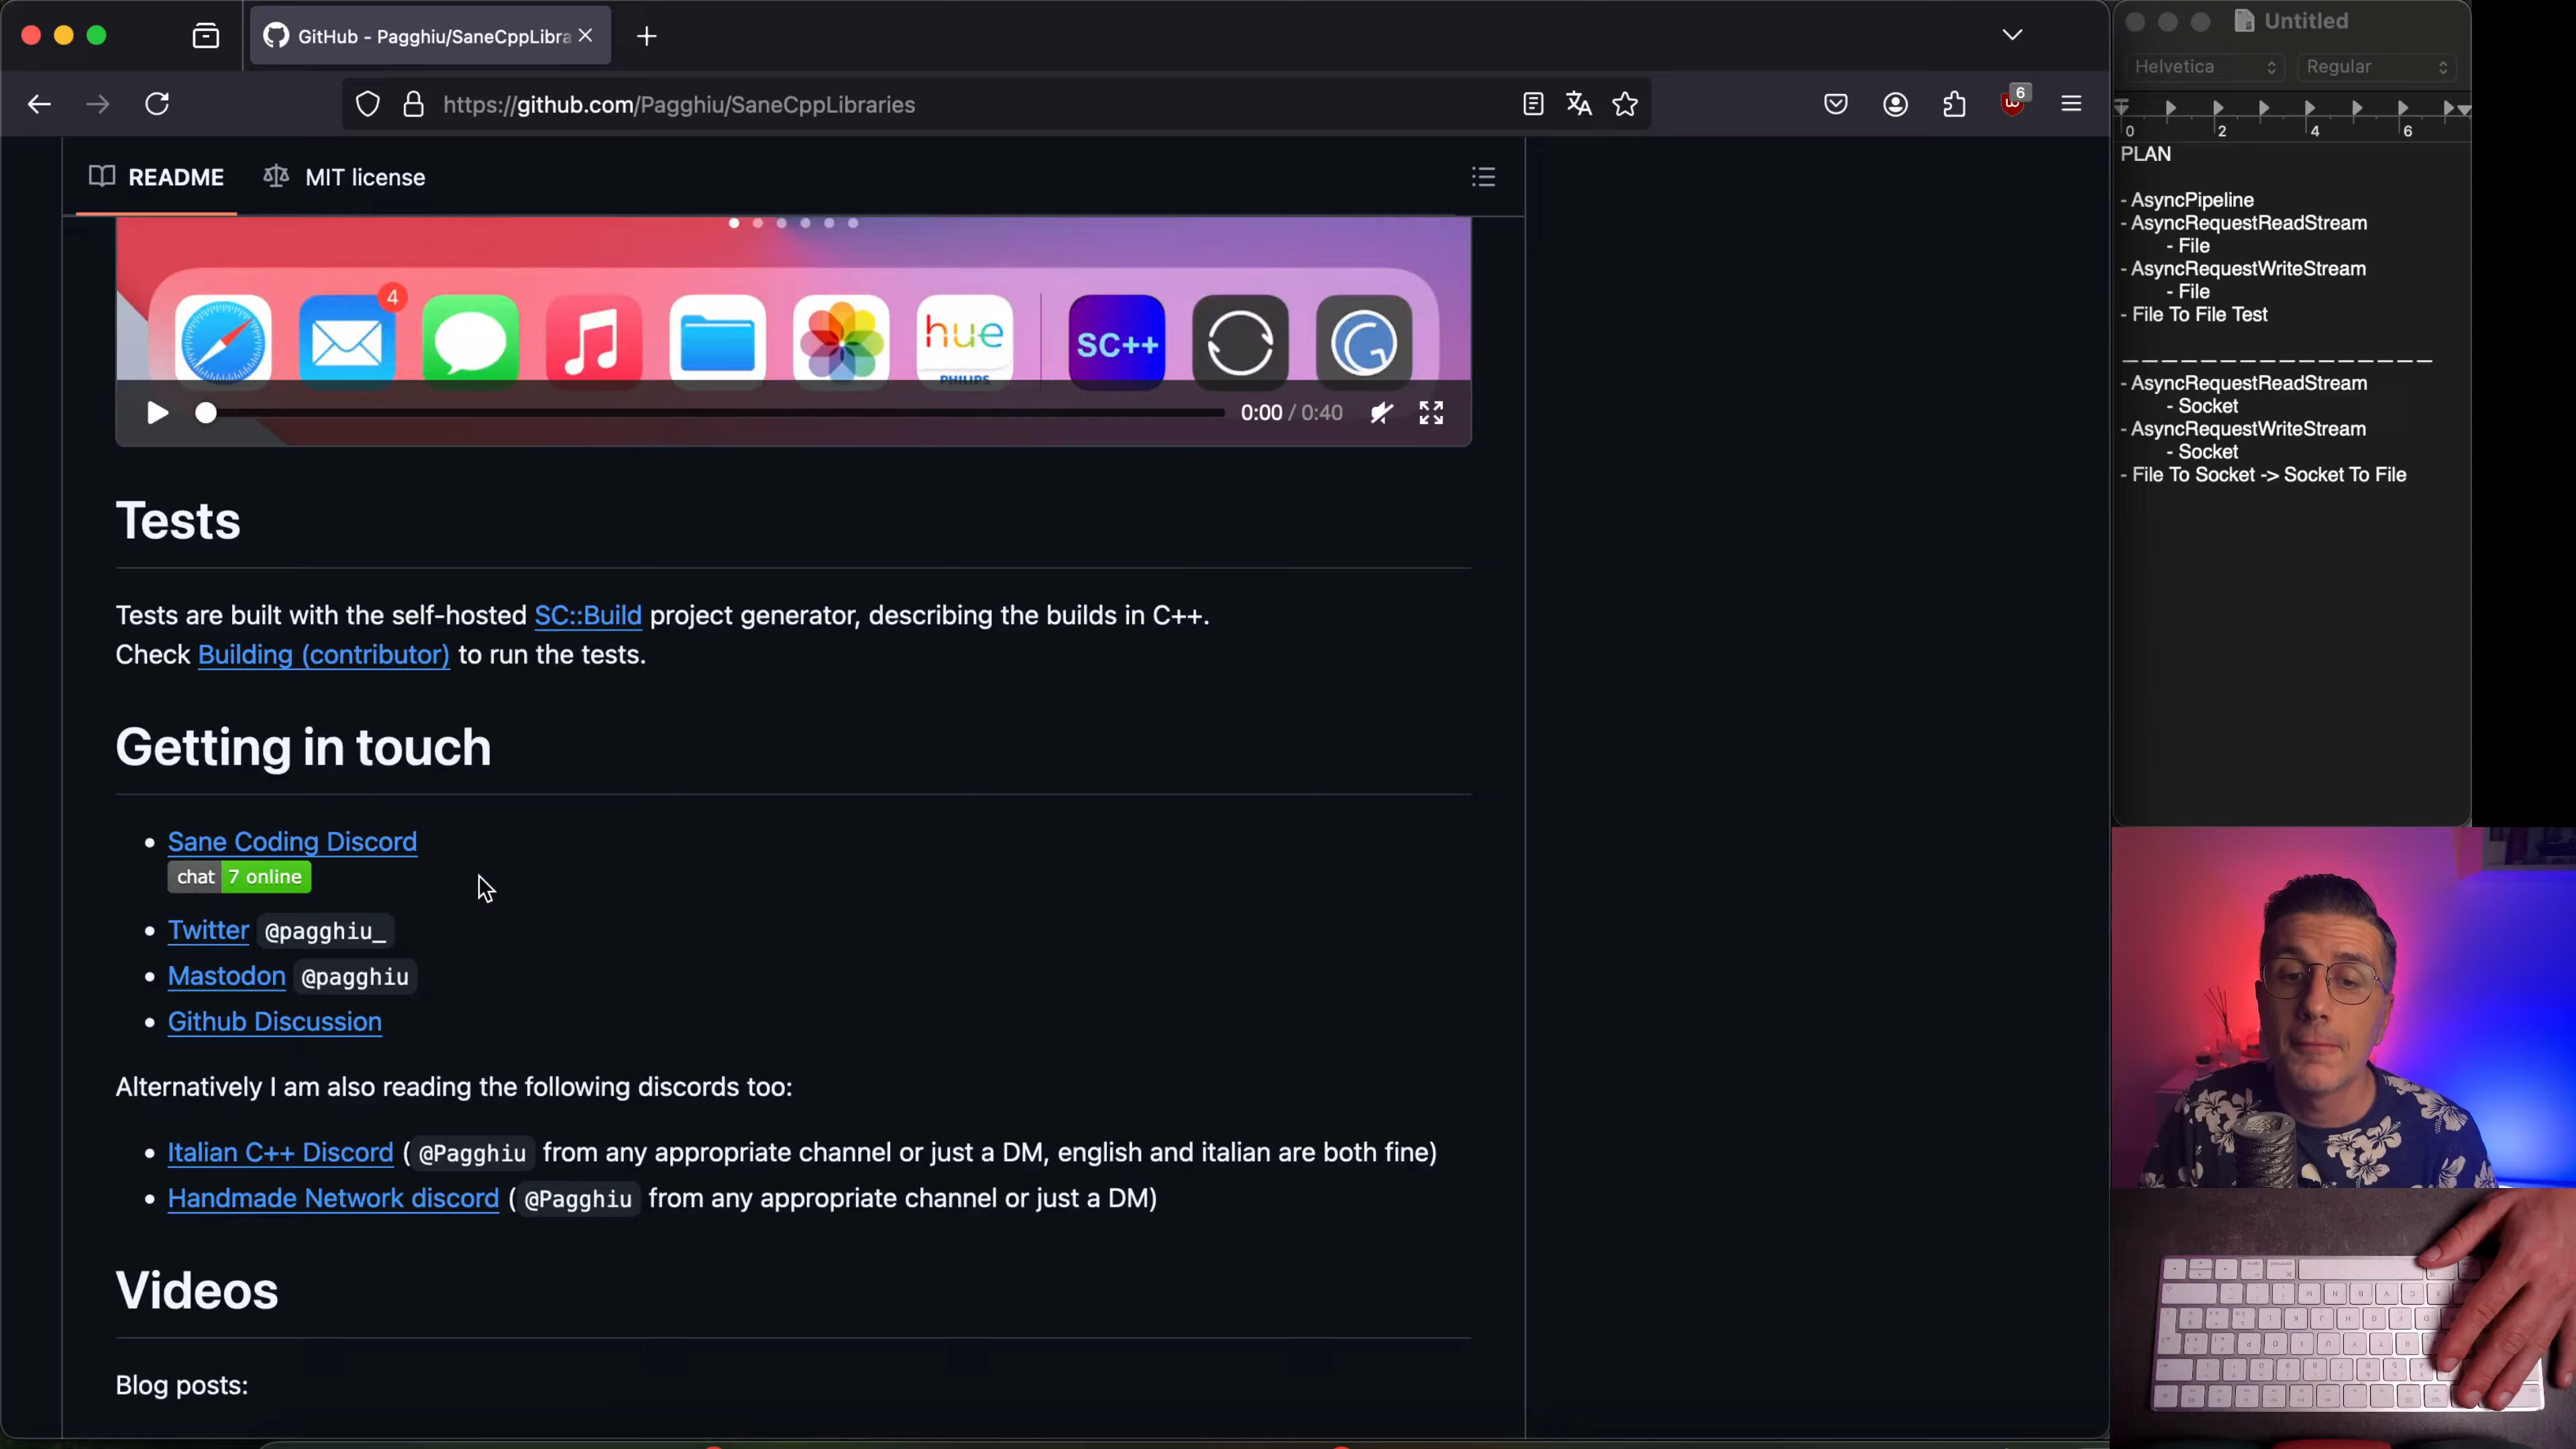 GitHub - Pagghiu/SaneCppLibra
https://github.com/Pagghiu/SaneCppLibraries
6
README
MIT license
4
hue
PHILIPS
SC++
0:00 / 0:40
Tests
Tests are built with the self-hosted SC::Build project generator, describing the builds in C++.
Check Building (contributor) to run the tests.
Getting in touch
Sane Coding Discord
chat 7 online
Twitter @pagghiu_
Mastodon @pagghiu
Github Discussion
Alternatively I am also reading the following discords too:
Italian C++ Discord ( @Pagghiu from any appropriate channel or just a DM, english and italian are both fine)
Handmade Network discord ( @Pagghiu from any appropriate channel or just a DM)
Videos
Blog posts:
Untitled
Helvetica Regular
0 2 4 6
PLAN
- AsyncPipeline
- AsyncRequestReadStream
- File
- AsyncRequestWriteStream
- File
- File To File Test
— — — — — — — — — — — — — — — —
- AsyncRequestReadStream
- Socket
- AsyncRequestWriteStream
- Socket
- File To Socket -> Socket To File